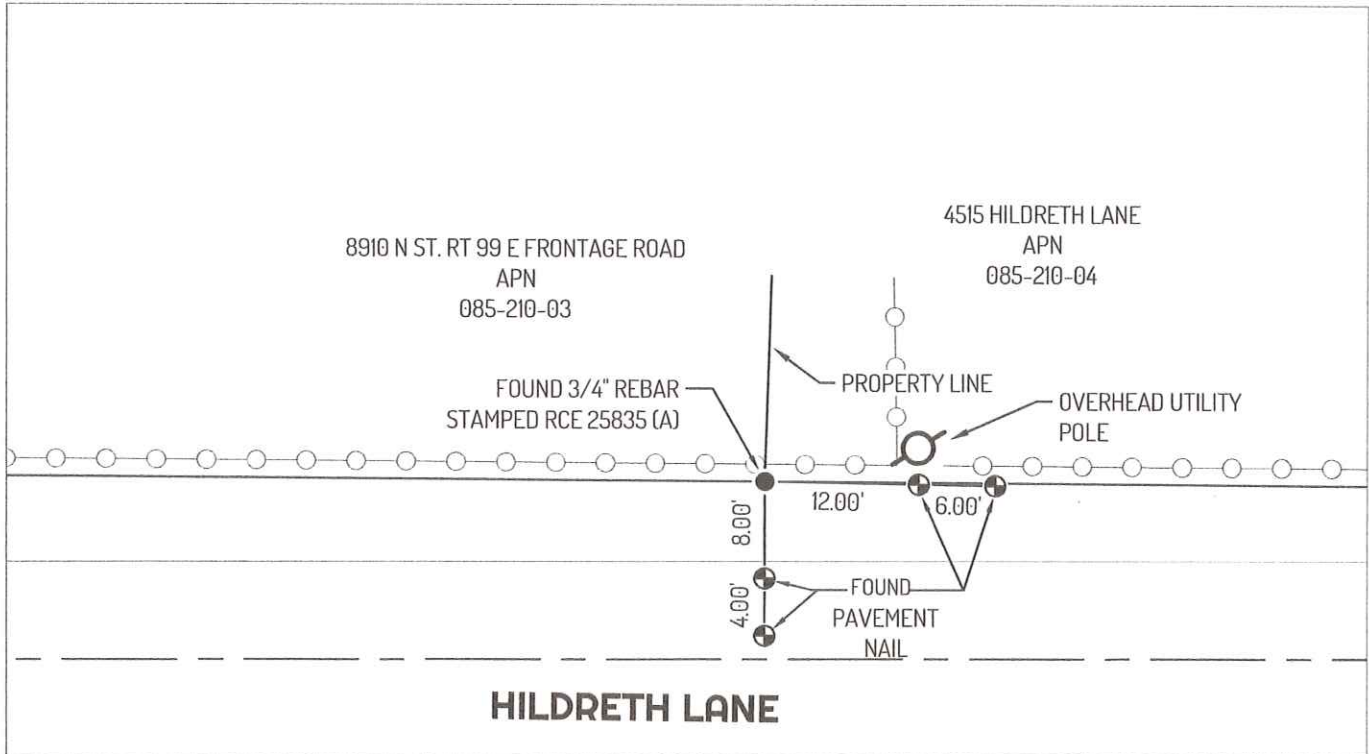 8910 N ST. RT 99 E FRONTAGE ROAD
APN
085-210-03
4515 HILDRETH LANE
APN
085-210-04
FOUND 3/4" REBAR
STAMPED RCE 25835 (A)
PROPERTY LINE
OVERHEAD UTILITY
POLE
12.00'
6.00'
8.00'
4.00'
FOUND
PAVEMENT
NAIL
HILDRETH LANE